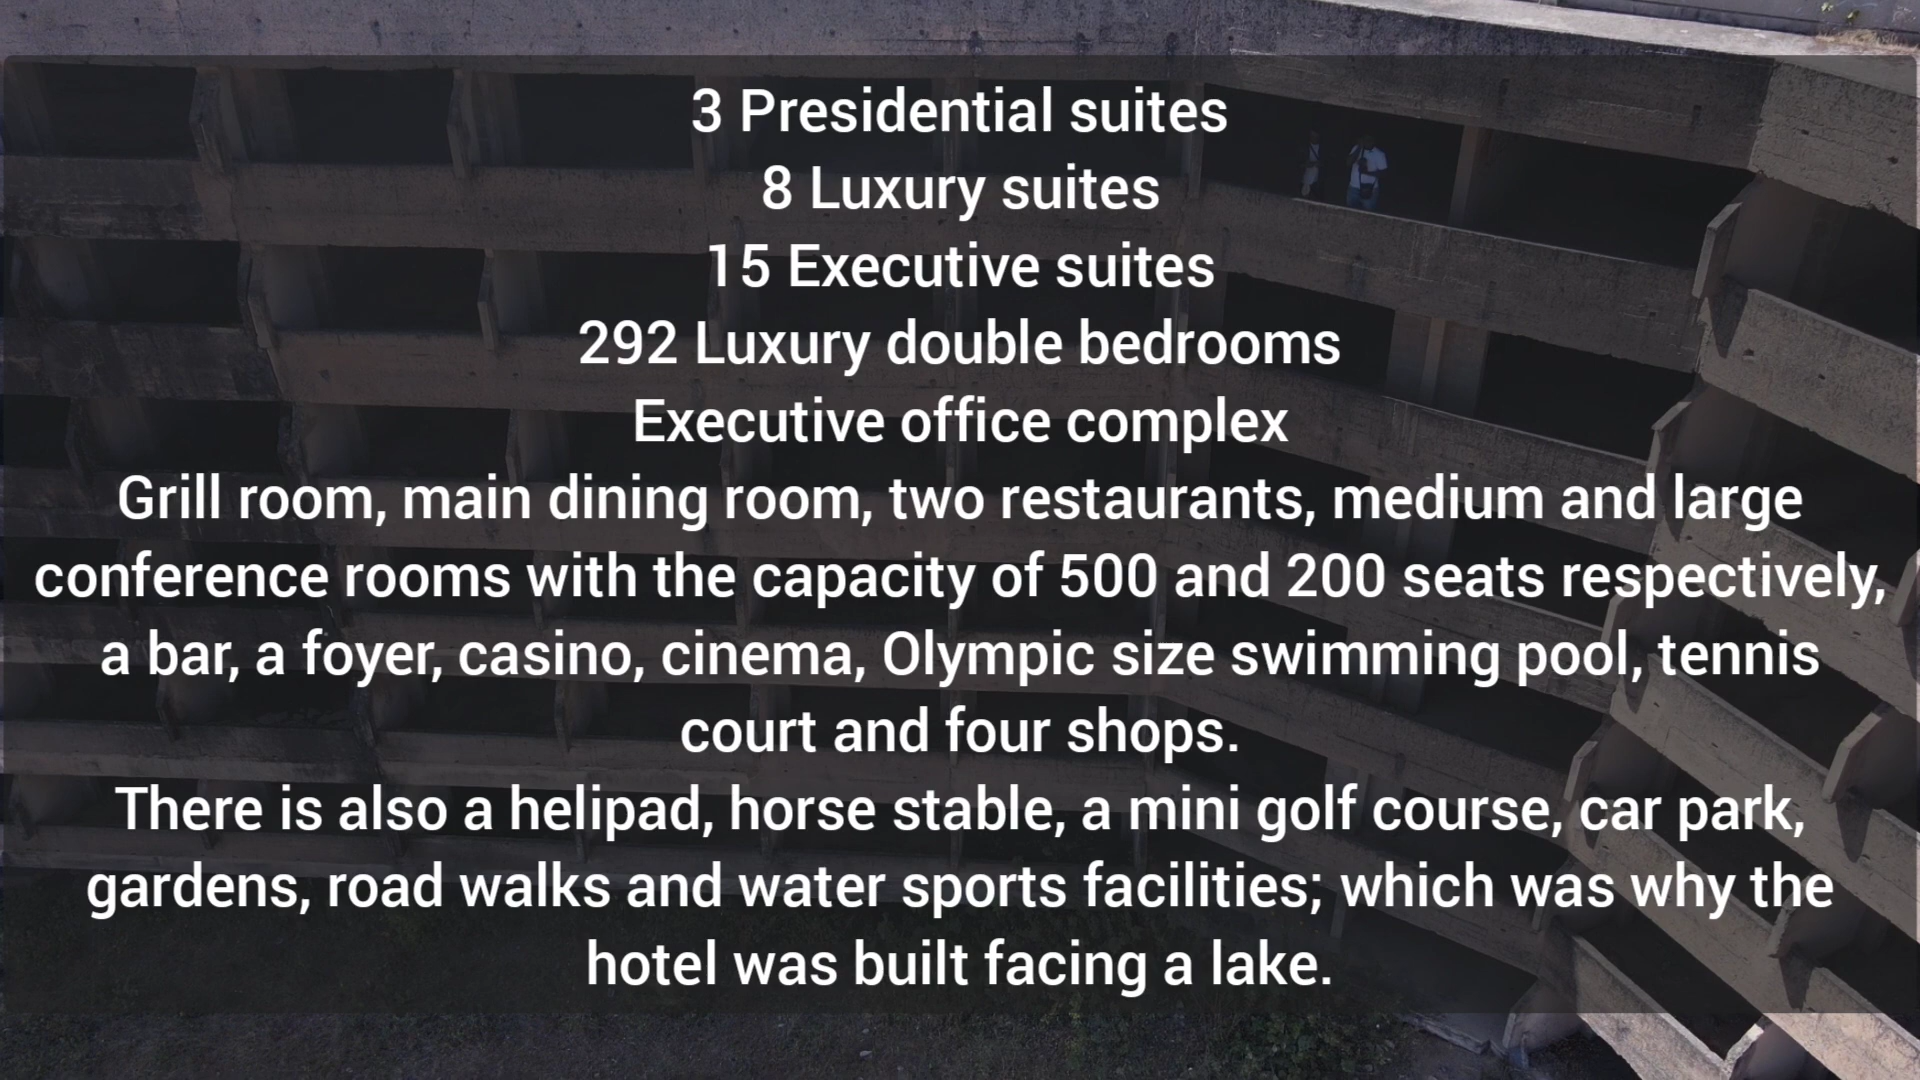 3 Presidential suites
8 Luxury suites
15 Executive suites
292 Luxury double bedrooms
Executive office complex
Grill room, main dining room, two restaurants, medium and large
conference rooms with the capacity of 500 and 200 seats respectively,
a bar, a foyer, casino, cinema, Olympic size swimming pool, tennis
court and four shops.
There is also a helipad, horse stable, a mini golf course, car park,
gardens, road walks and water sports facilities; which was why the
hotel was built facing a lake.